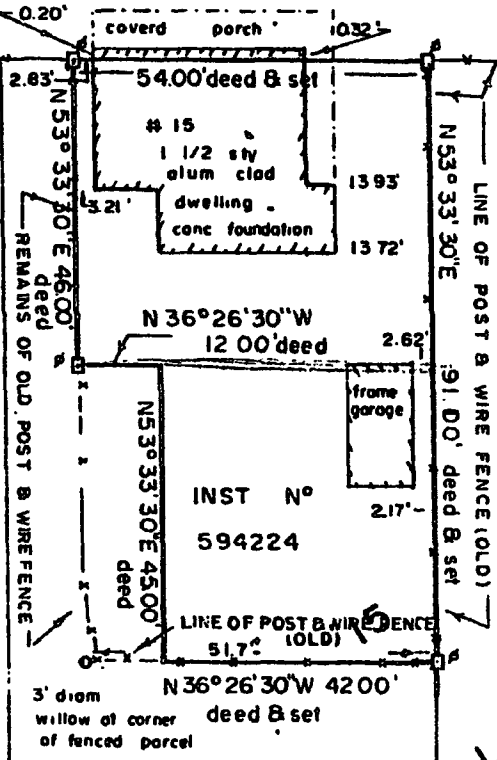 0.20'
coverd porch
0.32'
2.83'
54.00' deed & set
# 15
1 1/2 sty
alum clad
dwelling
conc foundation
13 93'
3.21'
13 72'
N 53° 33' 30"E 46.00'
deed
REMAINS OF OLD POST & WIRE FENCE
N 53° 33' 30"E
91.00' deed & set
LINE OF POST & WIRE FENCE (OLD)
N 36° 26' 30" W
12 00' deed
2.62'
frame
garage
2.17'
N53° 33' 30"E 45.00'
deed
INST Nº
594224
5
LINE OF POST & WIRE FENCE
(OLD)
51.7'±
N 36° 26' 30" W 42 00'
deed & set
3' diam
willow at corner
of fenced parcel